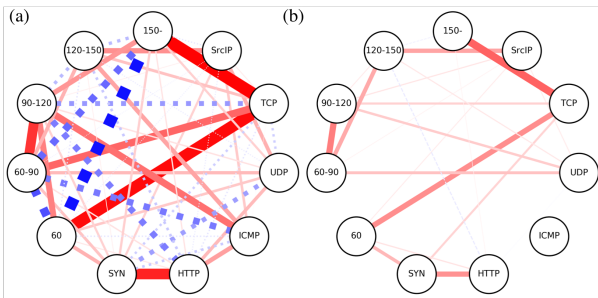 (a)
150-
120-150
SrcIP
90-120
TCP
60-90
UDP
60
ICMP
SYN
HTTP
(b)
150-
120-150
SrcIP
90-120
TCP
60-90
UDP
60
ICMP
SYN
HTTP